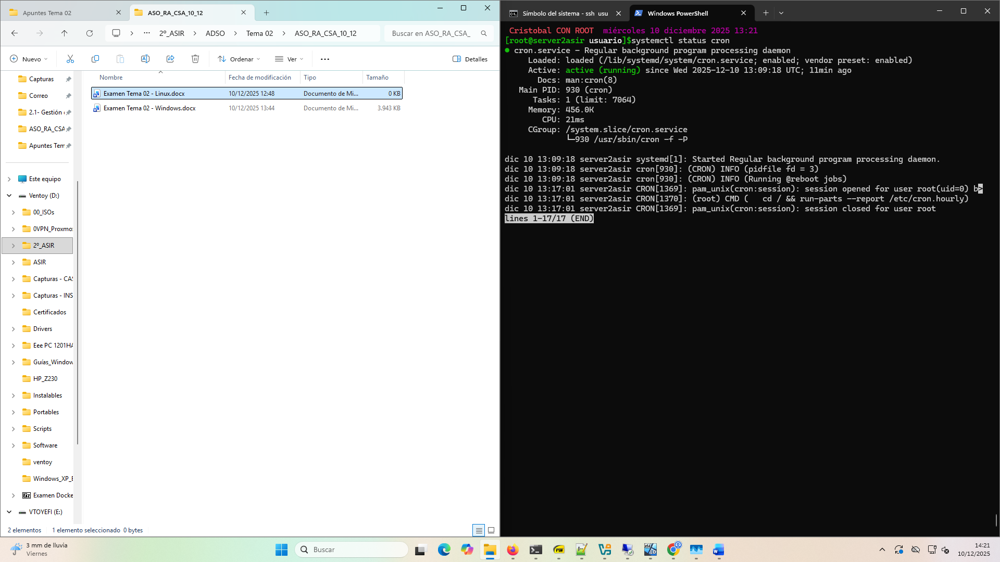 Apuntes Tema 02
ASO_RA_CSA_10_12
2º_ASIR
ADSO
Tema 02
ASO_RA_CSA_10_12
Buscar en ASO_RA_CSA_
Nuevo
Ordenar
Ver
Detalles
Capturas
Correo
2.1- Gestión
ASO_RA_CSA
Apuntes Tem
Este equipo
Ventoy (D:)
00_ISOs
0VPN_Proxmo
2º_ASIR
ASIR
Capturas - CAS
Capturas - INS
Certificados
Drivers
Eee PC 1201HA
Guías_Window
HP_Z230
Instalables
Portables
Scripts
Software
ventoy
Windows_XP_E
Examen Docke
VTOYEFI (E:)
Nombre Fecha de modificación Tipo Tamaño
Examen Tema 02 - Linux.docx 10/12/2025 12:48 Documento de Mi... 0 KB
Examen Tema 02 - Windows.docx 10/12/2025 13:44 Documento de Mi... 3.943 KB
2 elementos 1 elemento seleccionado 0 bytes
Símbolo del sistema - ssh usu
Windows PowerShell
Cristobal CON ROOT miércoles 10 diciembre 2025 13:21
[root@server2asir usuario]$systemctl status cron
● cron.service - Regular background program processing daemon
Loaded: loaded (/lib/systemd/system/cron.service; enabled; vendor preset: enabled)
Active: active (running) since Wed 2025-12-10 13:09:18 UTC; 11min ago
Docs: man:cron(8)
Main PID: 930 (cron)
Tasks: 1 (limit: 7064)
Memory: 456.0K
CPU: 21ms
CGroup: /system.slice/cron.service
└─930 /usr/sbin/cron -f -P
dic 10 13:09:18 server2asir systemd[1]: Started Regular background program processing daemon.
dic 10 13:09:18 server2asir cron[930]: (CRON) INFO (pidfile fd = 3)
dic 10 13:09:18 server2asir cron[930]: (CRON) INFO (Running @reboot jobs)
dic 10 13:17:01 server2asir CRON[1369]: pam_unix(cron:session): session opened for user root(uid=0) b>
dic 10 13:17:01 server2asir CRON[1370]: (root) CMD (   cd / && run-parts --report /etc/cron.hourly)
dic 10 13:17:01 server2asir CRON[1369]: pam_unix(cron:session): session closed for user root
lines 1-17/17 (END)
3 mm de lluvia
Viernes
Buscar
PDF
14:21
10/12/2025